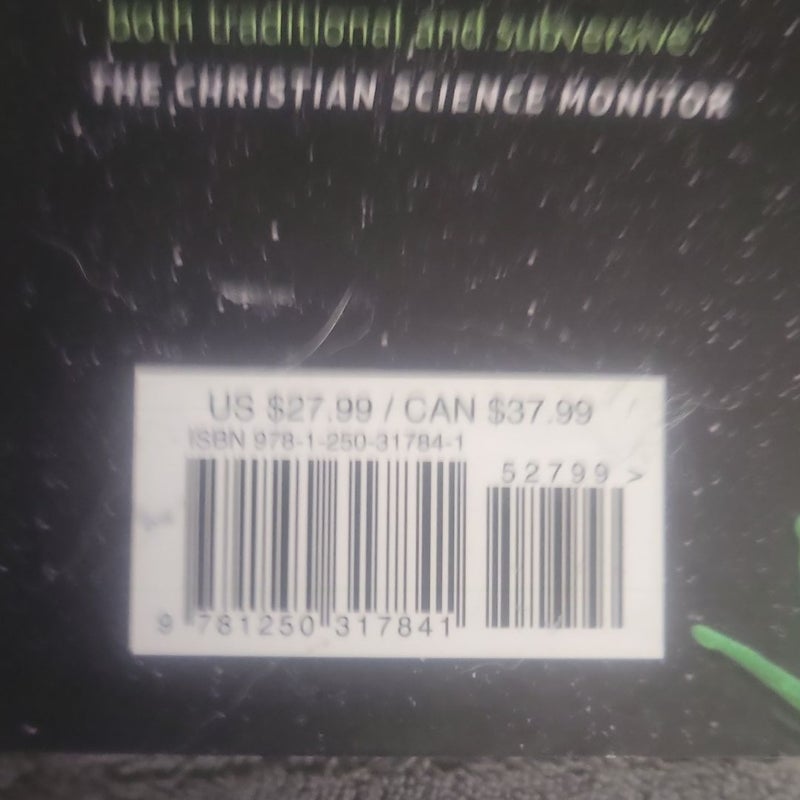 both traditional and subversive."
THE CHRISTIAN SCIENCE MONITOR
US $27.99 / CAN $37.99
ISBN 978-1-250-31784-1
52799 >
9 781250 317841